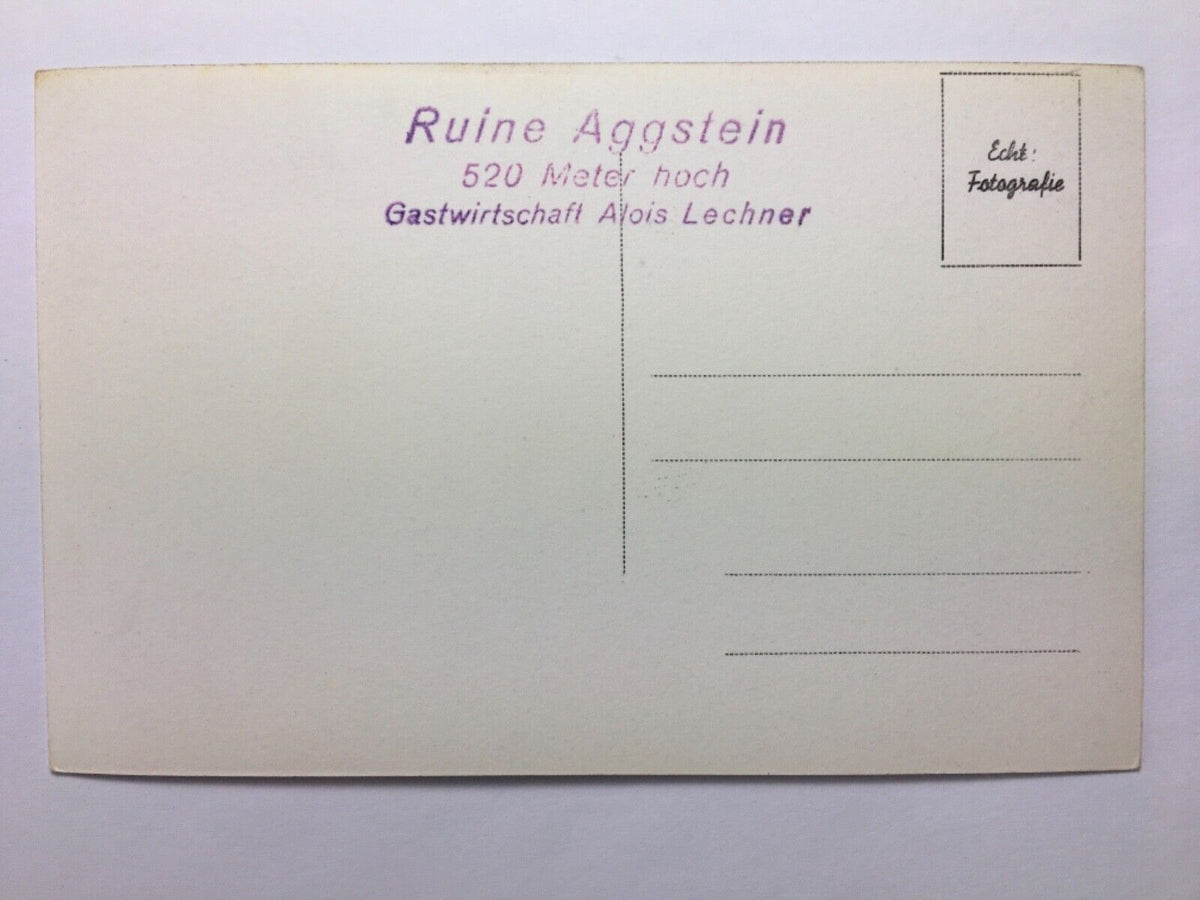 Ruine Aggstein
520 Meter hoch
Gastwirtschaft Alois Lechner
Echt:
Fotografie